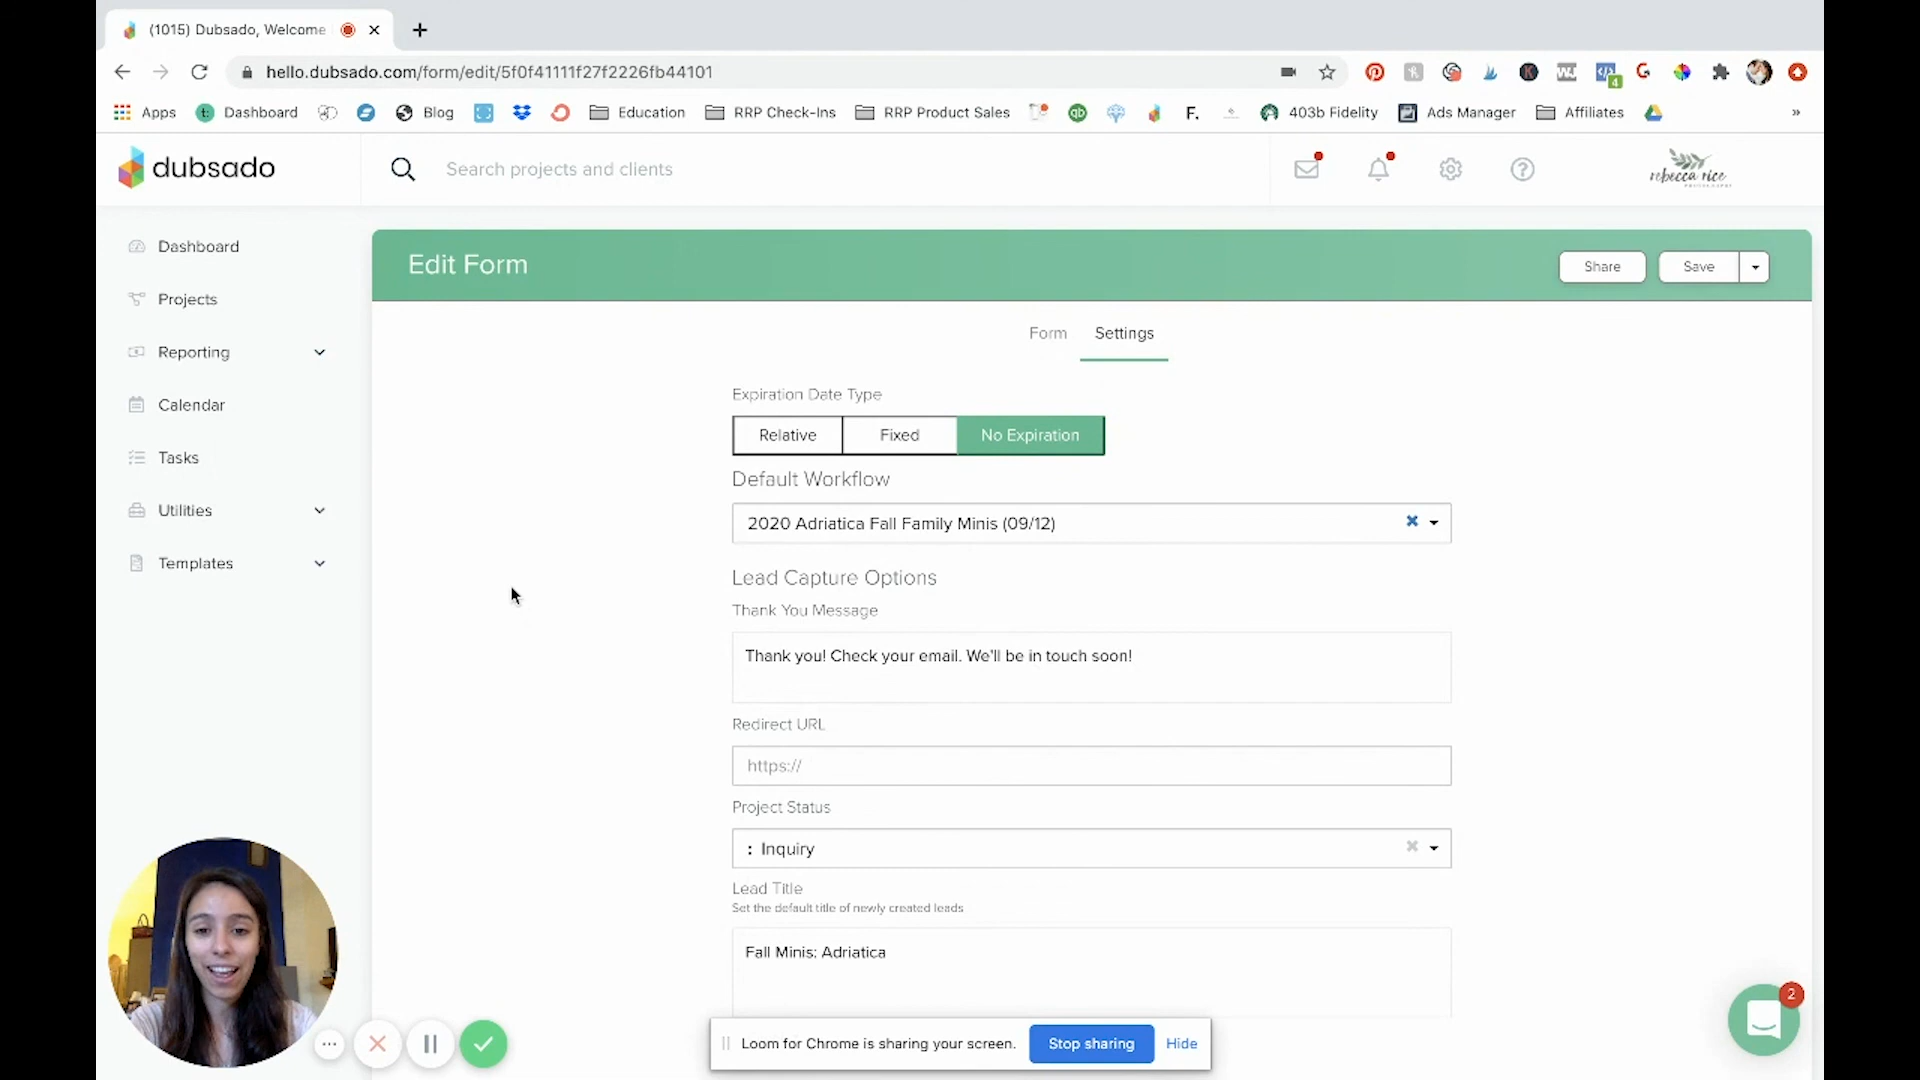 (1015) Dubsado, Welcome
hello.dubsado.com/form/edit/5f0f41111f27f2226fb44101
4
Apps Dashboard Blog Education RRP Check-Ins RRP Product Sales F. 403b Fidelity Ads Manager Affiliates »
dubsado
Search projects and clients
rebecca rice
Dashboard
Projects
Reporting
Calendar
Tasks
Utilities
Templates
Edit Form
Share
Save
Form
Settings
Expiration Date Type
Relative
Fixed
No Expiration
Default Workflow
2020 Adriatica Fall Family Minis (09/12)
Lead Capture Options
Thank You Message
Thank you! Check your email. We'll be in touch soon!
Redirect URL
https://
Project Status
: Inquiry
Lead Title
Set the default title of newly created leads
Fall Minis: Adriatica
Loom for Chrome is sharing your screen.
Stop sharing
Hide
2